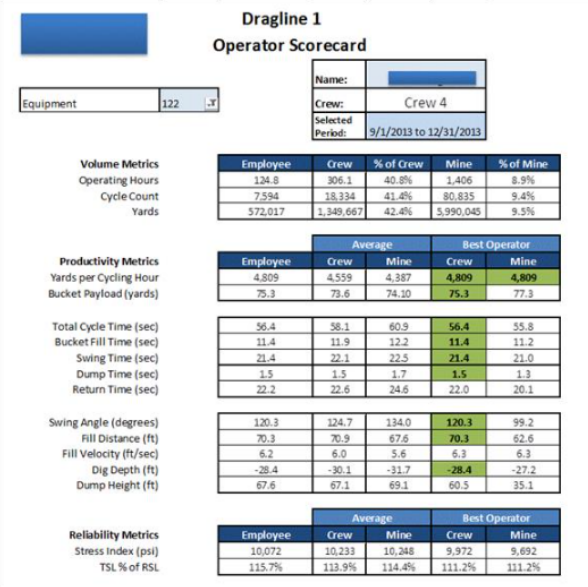 Dragline 1
Operator Scorecard
Name:
Equipment 122
Crew: Crew 4
Selected Period: 9/1/2013 to 12/31/2013
Volume Metrics Employee Crew % of Crew Mine % of Mine
Operating Hours 124.8 306.1 40.8% 1,406 8.9%
Cycle Count 7,594 18,334 41.4% 80,835 9.4%
Yards 572,017 1,349,667 42.4% 5,990,045 9.5%
Average Best Operator
Productivity Metrics Employee Crew Mine Crew Mine
Yards per Cycling Hour 4,809 4,559 4,387 4,809 4,809
Bucket Payload (yards) 75.3 73.6 74.10 75.3 77.3
Total Cycle Time (sec) 56.4 58.1 60.9 56.4 55.8
Bucket Fill Time (sec) 11.4 11.9 12.2 11.4 11.2
Swing Time (sec) 21.4 22.1 22.5 21.4 21.0
Dump Time (sec) 1.5 1.5 1.7 1.5 1.3
Return Time (sec) 22.2 22.6 24.6 22.0 20.1
Swing Angle (degrees) 120.3 124.7 134.0 120.3 99.2
Fill Distance (ft) 70.3 70.9 67.6 70.3 62.6
Fill Velocity (ft/sec) 6.2 6.0 5.6 6.3 6.3
Dig Depth (ft) -28.4 -30.1 -31.7 -28.4 -27.2
Dump Height (ft) 67.6 67.1 69.1 60.5 35.1
Average Best Operator
Reliability Metrics Employee Crew Mine Crew Mine
Stress Index (psi) 10,072 10,233 10,248 9,972 9,692
TSL % of RSL 115.7% 113.9% 114.4% 111.2% 111.2%